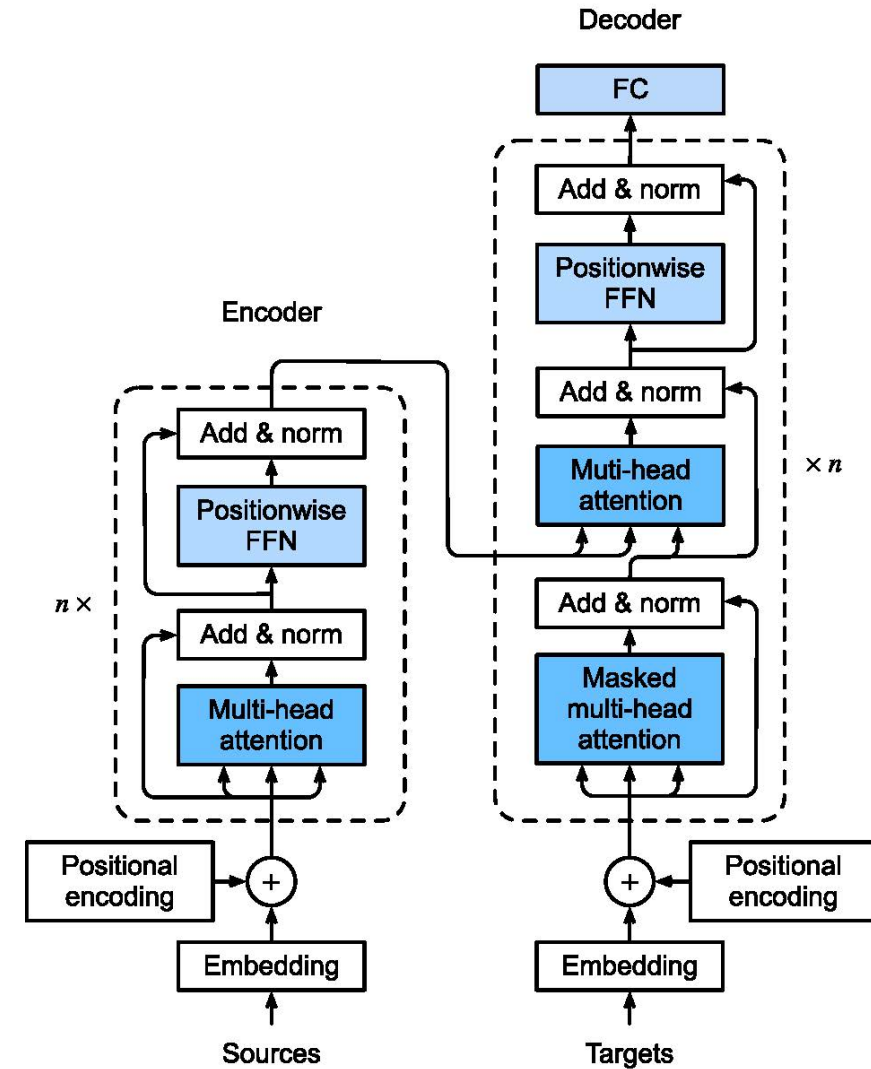 Decoder
FC
Add & norm
Positionwise
FFN
Add & norm
Muti-head
attention
× n
Add & norm
Masked
multi-head
attention
Positional
encoding
+
Embedding
Targets
Encoder
Add & norm
Positionwise
FFN
n ×
Add & norm
Multi-head
attention
Positional
encoding
+
Embedding
Sources